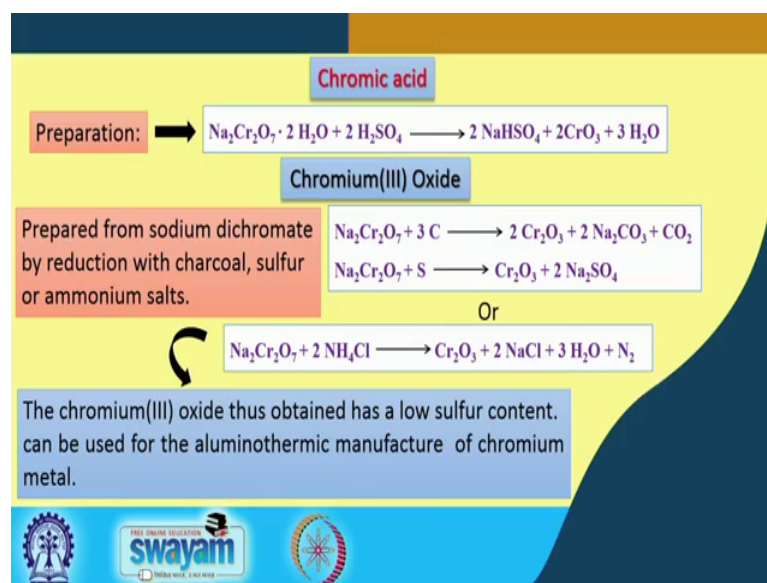 Chromic acid
Preparation:
Na₂Cr₂O₇ · 2 H₂O + 2 H₂SO₄ ⟶ 2 NaHSO₄ + 2CrO₃ + 3 H₂O
Chromium(III) Oxide
Prepared from sodium dichromate
by reduction with charcoal, sulfur
or ammonium salts.
Na₂Cr₂O₇ + 3 C ⟶ 2 Cr₂O₃ + 2 Na₂CO₃ + CO₂
Na₂Cr₂O₇ + S ⟶ Cr₂O₃ + 2 Na₂SO₄
Or
Na₂Cr₂O₇ + 2 NH₄Cl ⟶ Cr₂O₃ + 2 NaCl + 3 H₂O + N₂
The chromium(III) oxide thus obtained has a low sulfur content.
can be used for the aluminothermic manufacture of chromium
metal.
FREE ONLINE EDUCATION
swayam